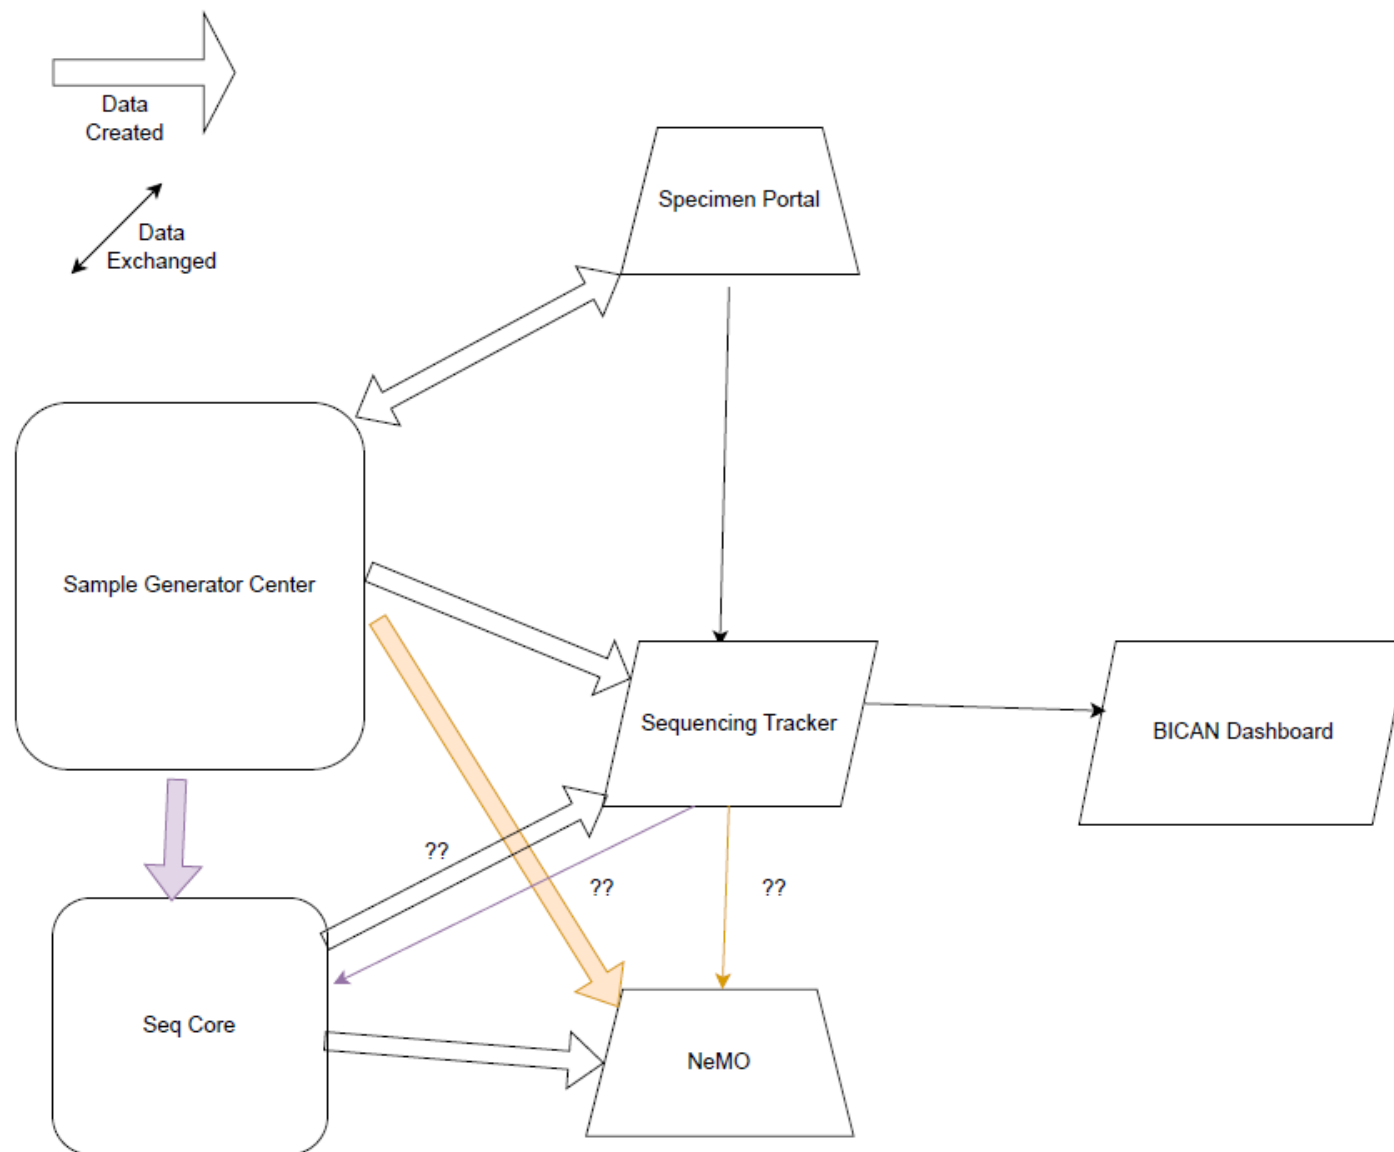 Data
Created
Data
Exchanged
Specimen Portal
Sample Generator Center
Sequencing Tracker
BICAN Dashboard
??
??
??
Seq Core
NeMO